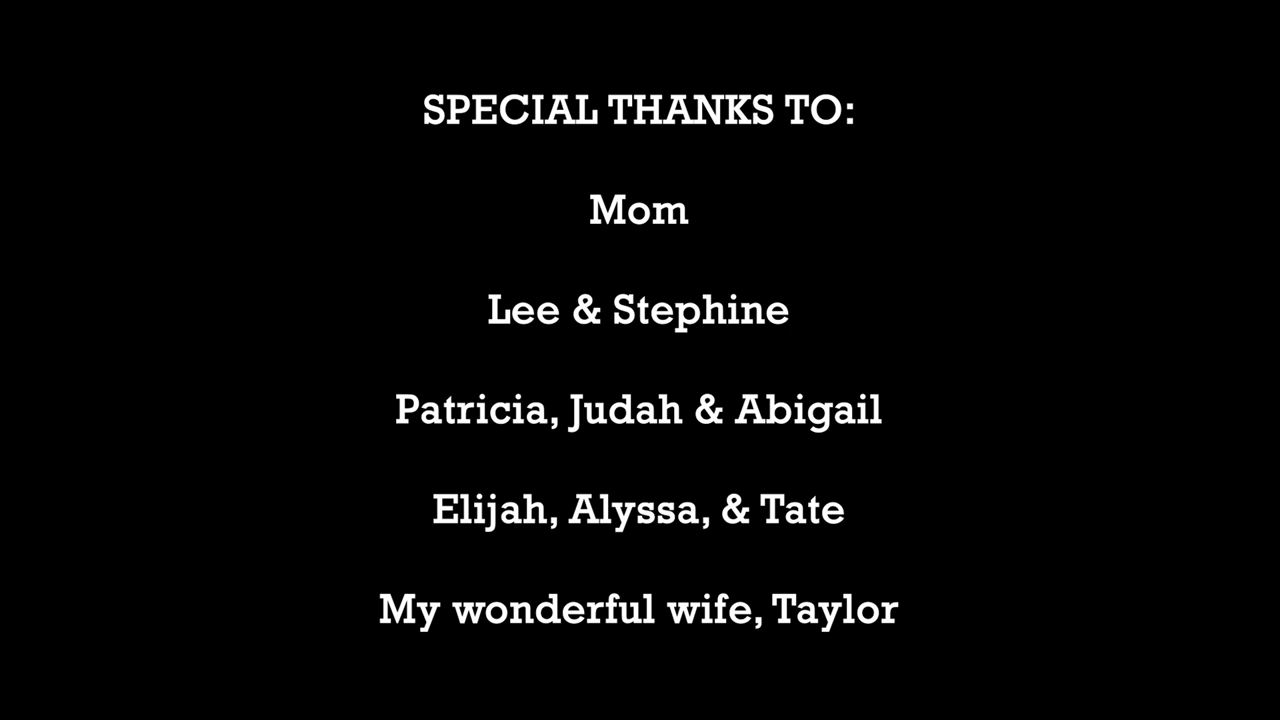 SPECIAL THANKS TO:
Mom
Lee & Stephine
Patricia, Judah & Abigail
Elijah, Alyssa, & Tate
My wonderful wife, Taylor